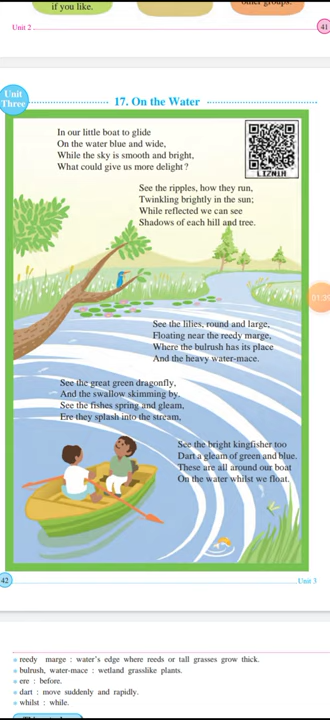 if you like.
other groups.
Unit 2
41
Unit
Three
17. On the Water
In our little boat to glide
On the water blue and wide,
While the sky is smooth and bright,
What could give us more delight ?
LIZN1H
See the ripples, how they run,
Twinkling brightly in the sun;
While reflected we can see
Shadows of each hill and tree.
See the lilies, round and large,
Floating near the reedy marge,
Where the bulrush has its place
And the heavy water-mace.
See the great green dragonfly,
And the swallow skimming by.
See the fishes spring and gleam,
Ere they splash into the stream,
See the bright kingfisher too
Dart a gleam of green and blue.
These are all around our boat
On the water whilst we float.
42
Unit 3
reedy marge : water's edge where reeds or tall grasses grow thick.
bulrush, water-mace : wetland grasslike plants.
ere : before.
dart : move suddenly and rapidly.
whilst : while.